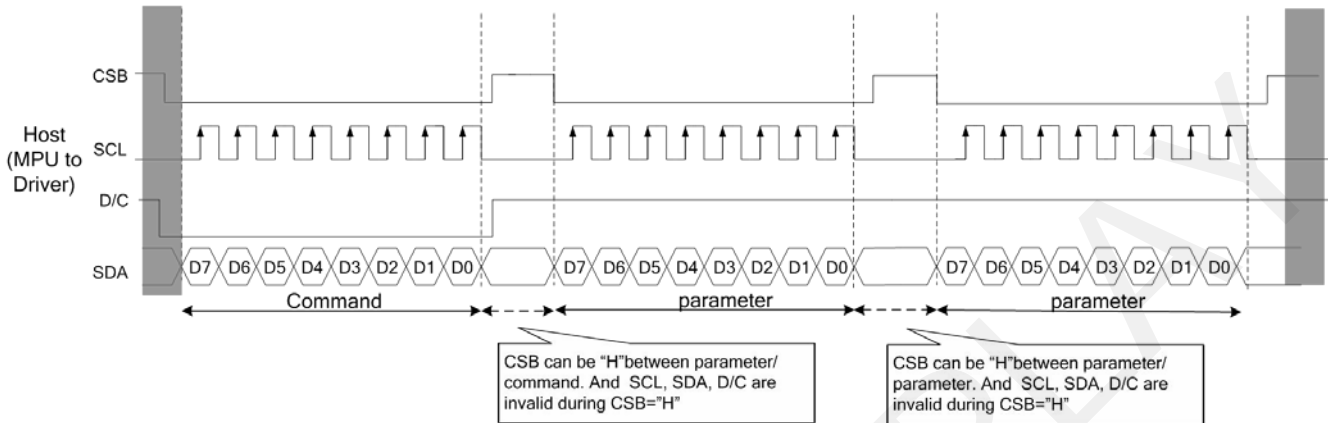 CSB
Host
(MPU to
Driver)
SCL
D/C
SDA
D7 D6 D5 D4 D3 D2 D1 D0 D7 D6 D5 D4 D3 D2 D1 D0 D7 D6 D5 D4 D3 D2 D1 D0
Command parameter parameter
CSB can be “H”between parameter/
command. And SCL, SDA, D/C are
invalid during CSB=”H”
CSB can be “H”between parameter/
parameter. And SCL, SDA, D/C are
invalid during CSB=”H”
PLAY